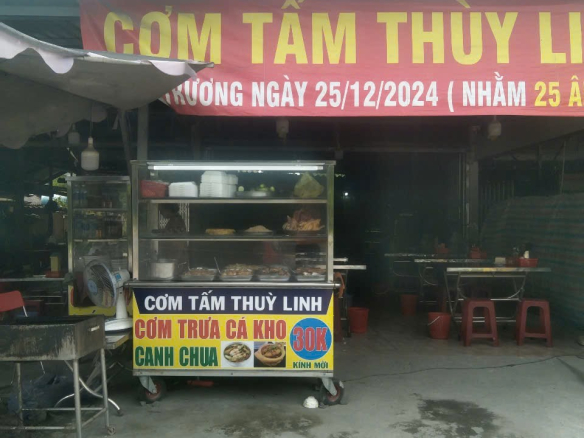 CƠM TẤM THÙY LI
TRƯƠNG NGÀY 25/12/2024 ( NHẰM 25 Â
CƠM TẤM THUỲ LINH
CƠM TRƯA CÁ KHO
CANH CHUA
30K
KÍNH MỜI